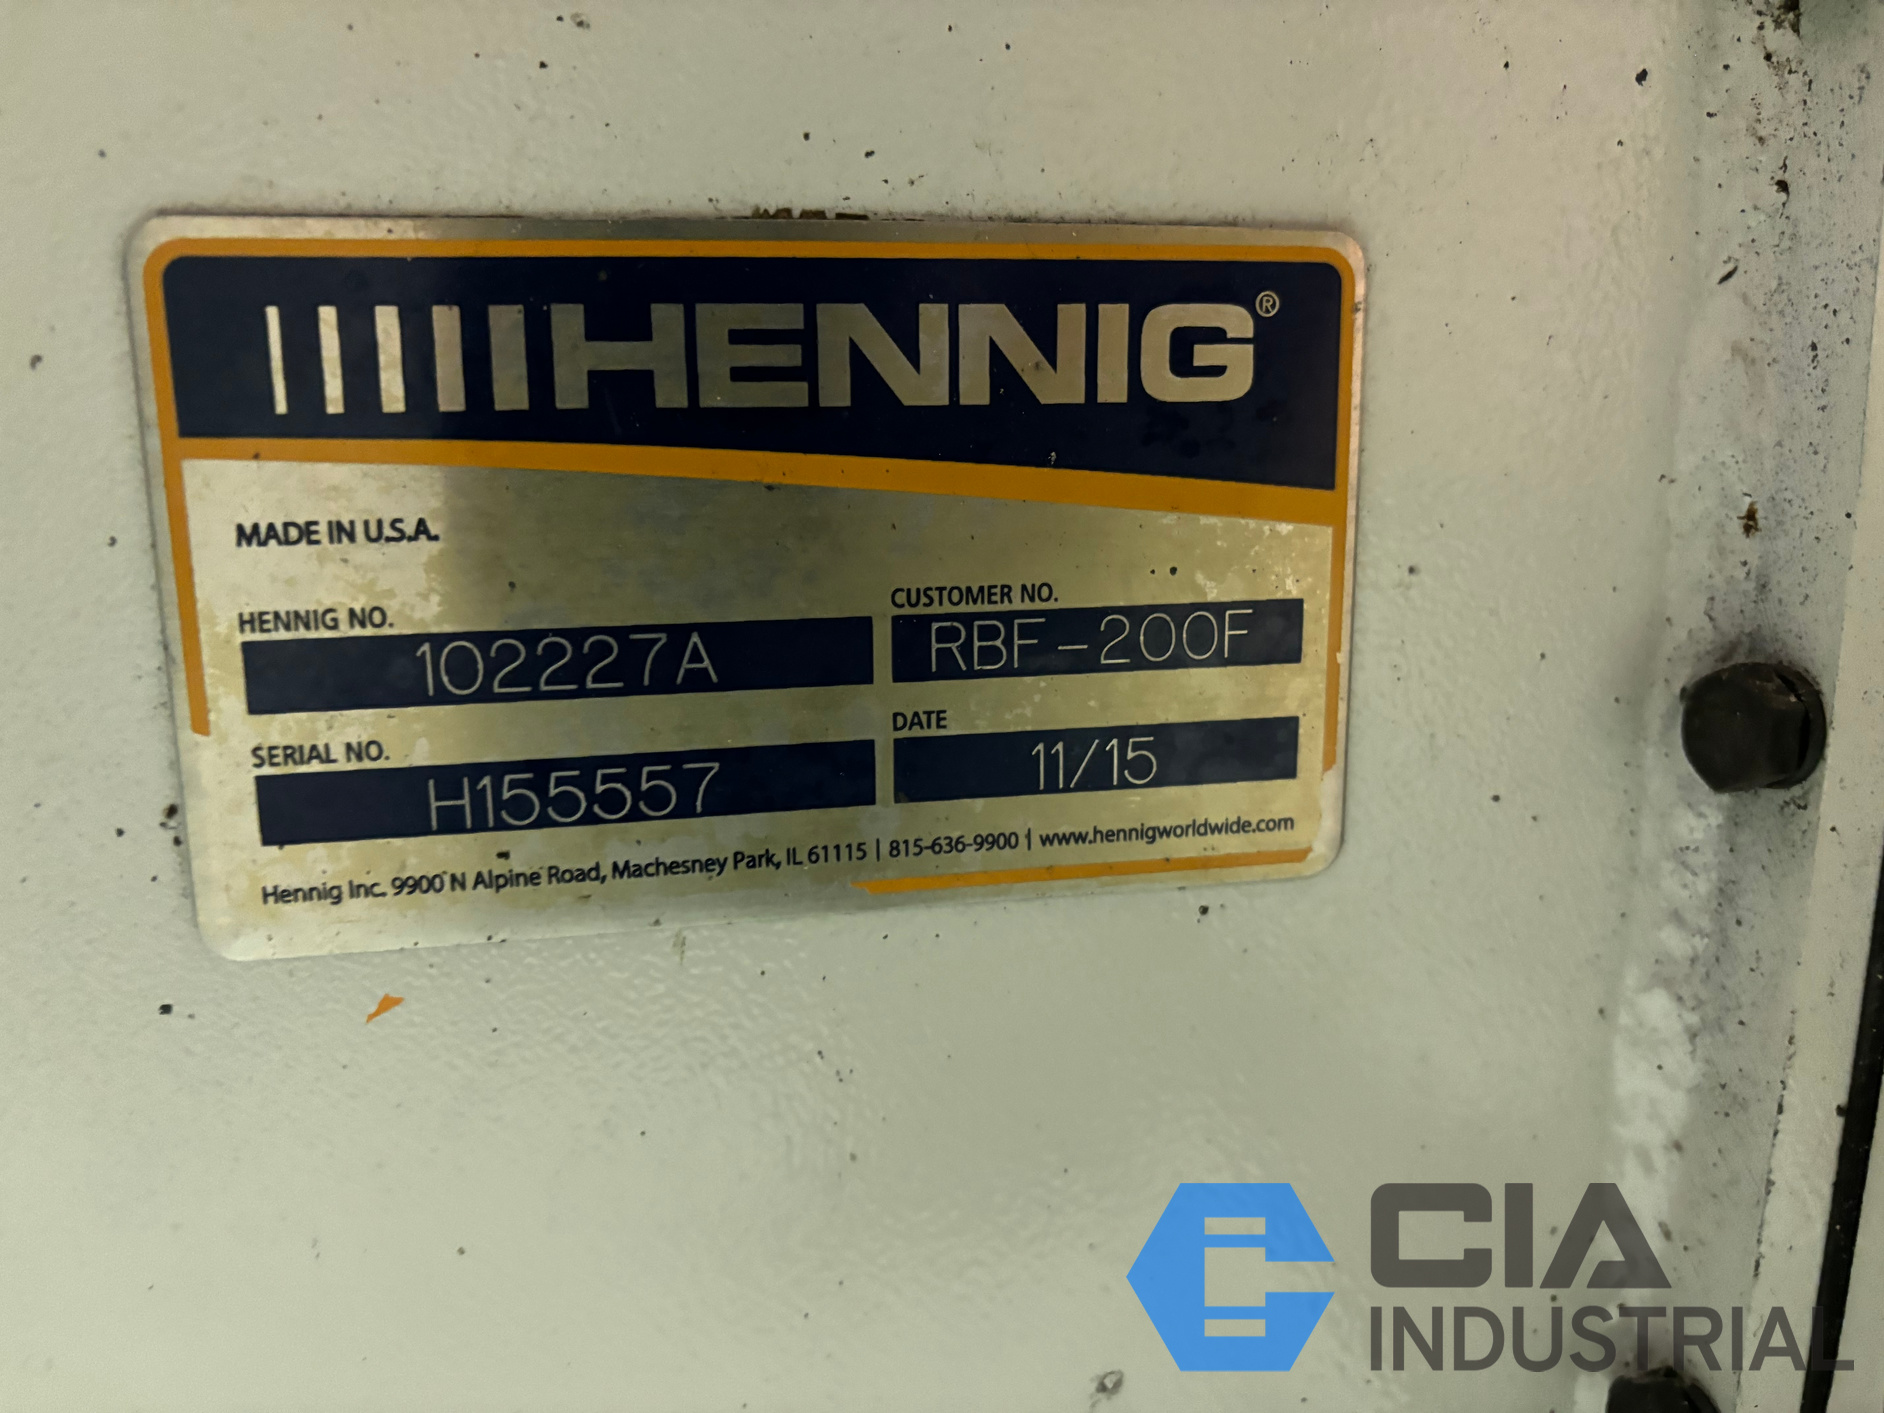 HENNIG®
MADE IN U.S.A.
HENNIG NO.
102227A
CUSTOMER NO.
RBF-200F
SERIAL NO.
H155557
DATE
11/15
Hennig Inc. 9900 N Alpine Road, Machesney Park, IL 61115 | 815-636-9900 | www.hennigworldwide.com
CIA
INDUSTRIAL